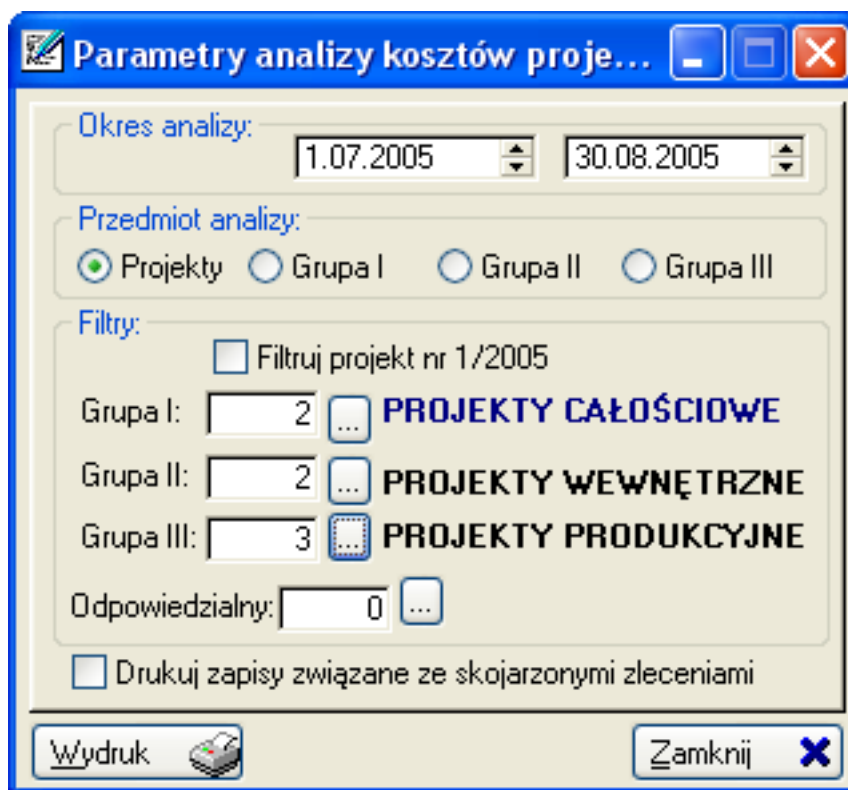 Parametry analizy kosztów proje...
Okres analizy:
1.07.2005 30.08.2005
Przedmiot analizy:
Projekty Grupa I Grupa II Grupa III
Filtry:
Filtruj projekt nr 1/2005
Grupa I: 2 ... PROJEKTY CAŁOŚCIOWE
Grupa II: 2 ... PROJEKTY WEWNĘTRZNE
Grupa III: 3 ... PROJEKTY PRODUKCYJNE
Odpowiedzialny: 0 ...
Drukuj zapisy związane ze skojarzonymi zleceniami
Wydruk Zamknij